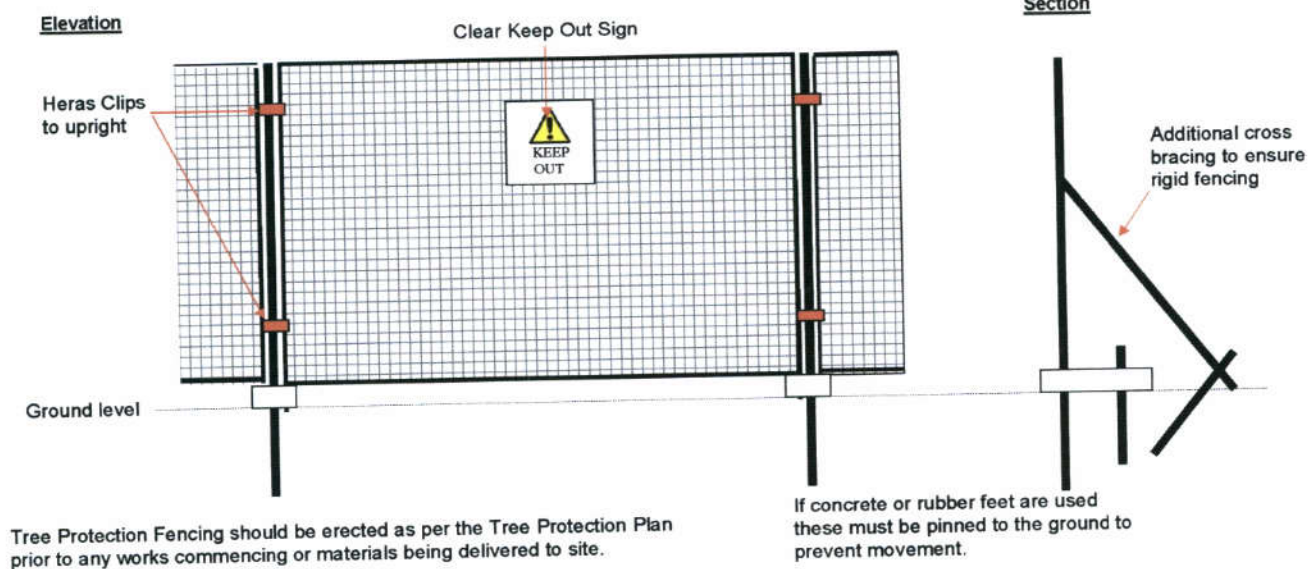 Elevation
Section
Clear Keep Out Sign
Heras Clips
to upright
KEEP
OUT
Additional cross
bracing to ensure
rigid fencing
Ground level
Tree Protection Fencing should be erected as per the Tree Protection Plan
prior to any works commencing or materials being delivered to site.
If concrete or rubber feet are used
these must be pinned to the ground to
prevent movement.